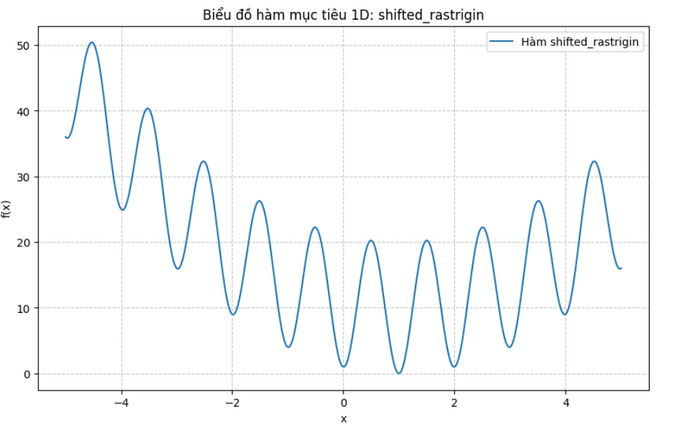 Biểu đồ hàm mục tiêu 1D: shifted_rastrigin
Hàm shifted_rastrigin
50
40
30
20
10
0
f(x)
−4
−2
0
2
4
x